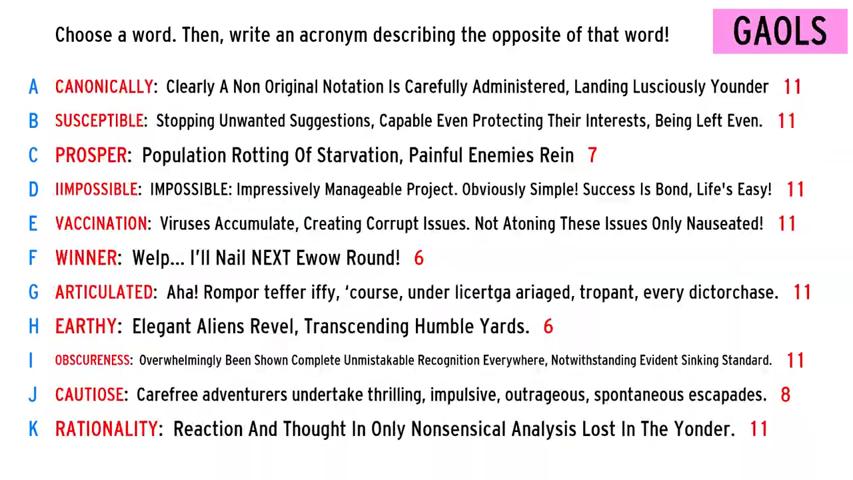 Choose a word. Then, write an acronym describing the opposite of that word!
GAOLS
A CANONICALLY: Clearly A Non Original Notation Is Carefully Administered, Landing Lusciously Younder 11
B SUSCEPTIBLE: Stopping Unwanted Suggestions, Capable Even Protecting Their Interests, Being Left Even. 11
C PROSPER: Population Rotting Of Starvation, Painful Enemies Rein 7
D IIMPOSSIBLE: IMPOSSIBLE: Impressively Manageable Project. Obviously Simple! Success Is Bond, Life's Easy! 11
E VACCINATION: Viruses Accumulate, Creating Corrupt Issues. Not Atoning These Issues Only Nauseated! 11
F WINNER: Welp... I'll Nail NEXT Ewow Round! 6
G ARTICULATED: Aha! Rompor teffer iffy, ‘course, under licertga ariaged, tropant, every dictorchase. 11
H EARTHY: Elegant Aliens Revel, Transcending Humble Yards. 6
I OBSCURENESS: Overwhelmingly Been Shown Complete Unmistakable Recognition Everywhere, Notwithstanding Evident Sinking Standard. 11
J CAUTIOSE: Carefree adventurers undertake thrilling, impulsive, outrageous, spontaneous escapades. 8
K RATIONALITY: Reaction And Thought In Only Nonsensical Analysis Lost In The Yonder. 11